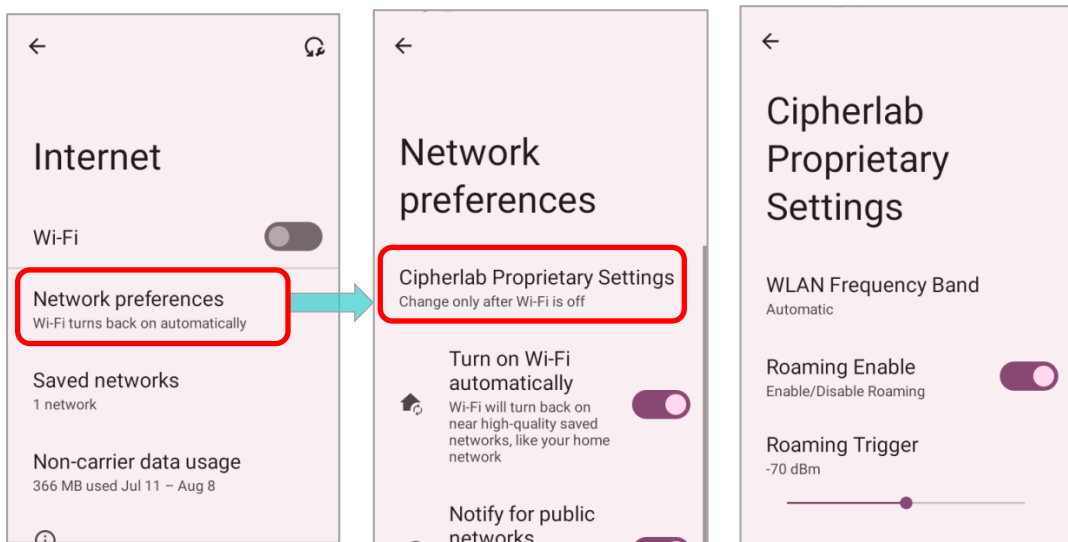 Internet
Wi-Fi
Network preferences
Wi-Fi turns back on automatically
Saved networks
1 network
Non-carrier data usage
366 MB used Jul 11 – Aug 8
Network
preferences
Cipherlab Proprietary Settings
Change only after Wi-Fi is off
Turn on Wi-Fi
automatically
Wi-Fi will turn back on
near high-quality saved
networks, like your home
network
Notify for public
networks
Cipherlab
Proprietary
Settings
WLAN Frequency Band
Automatic
Roaming Enable
Enable/Disable Roaming
Roaming Trigger
-70 dBm